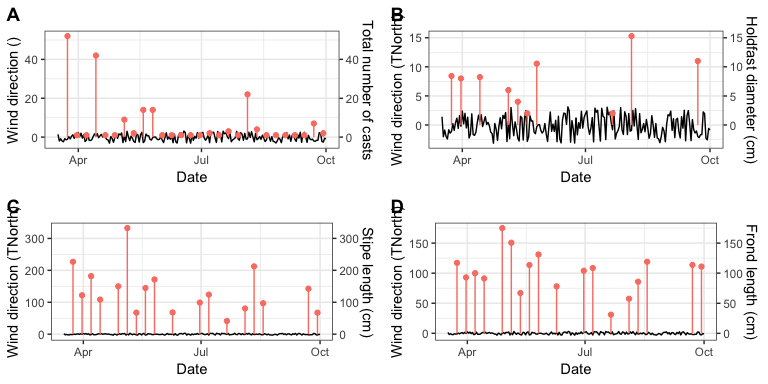 A
Wind direction ()
40
20
0
40
20
0
Total number of casts
Apr
Jul
Oct
Date
B
Wind direction (TNorth
15
10
5
0
15
10
5
0
Holdfast diameter (cm)
Apr
Jul
Oct
Date
C
Wind direction (TNorth
300
200
100
0
300
200
100
0
Stipe length (cm)
Apr
Jul
Oct
Date
D
Wind direction (TNorth
150
100
50
0
150
100
50
0
Frond length (cm)
Apr
Jul
Oct
Date